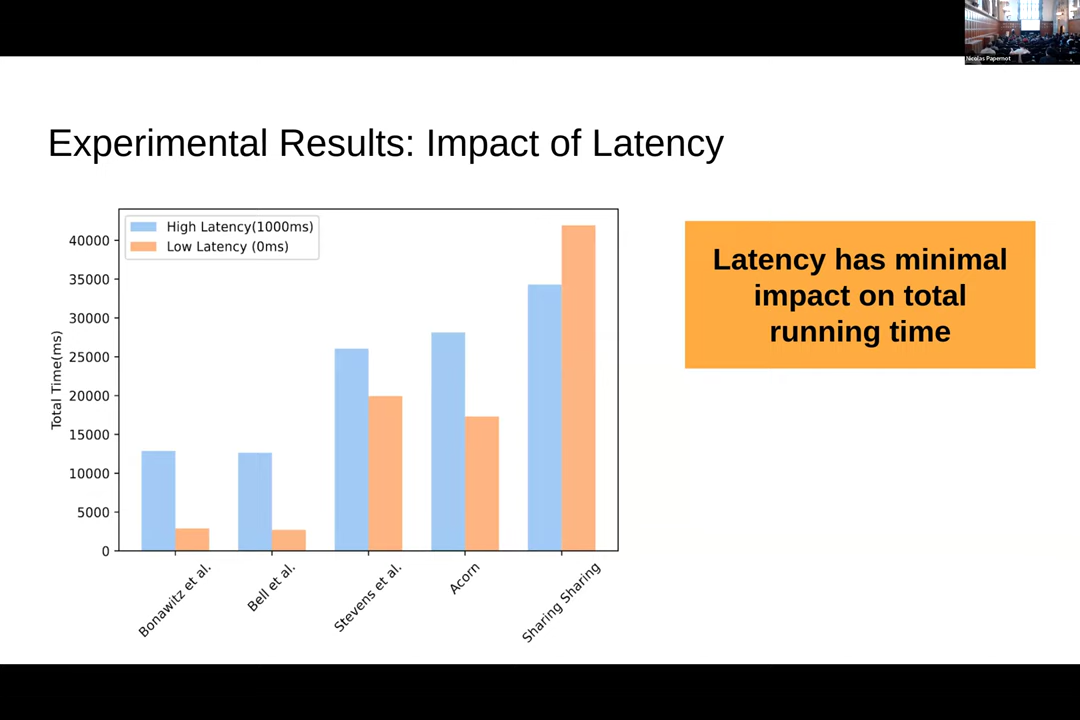 Nicolas Papernot
Experimental Results: Impact of Latency
High Latency(1000ms)
Low Latency (0ms)
Total Time(ms)
40000
35000
30000
25000
20000
15000
10000
5000
0
Bonawitz et al.
Bell et al.
Stevens et al.
Acorn
Sharing Sharing
Latency has minimal
impact on total
running time